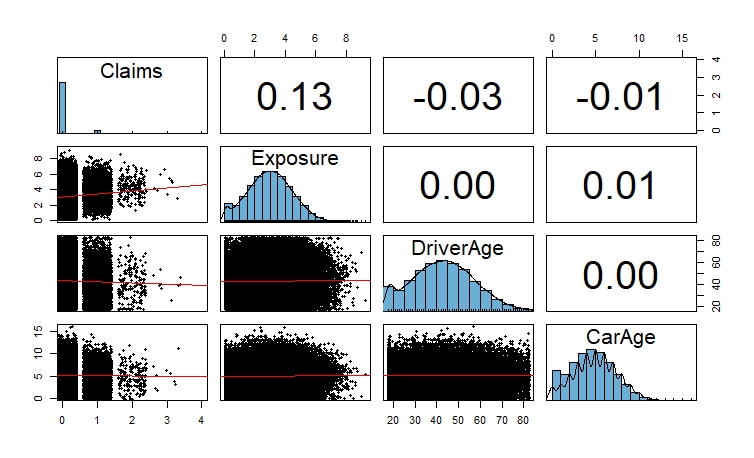 0 2 4 6 8 0 5 10 15
Claims 0.13 -0.03 -0.01 0 1 2 3 4
0 2 4 6 8 Exposure 0.00 0.01
DriverAge 0.00 20 40 60 80
0 5 10 15 CarAge
0 1 2 3 4 20 30 40 50 60 70 80